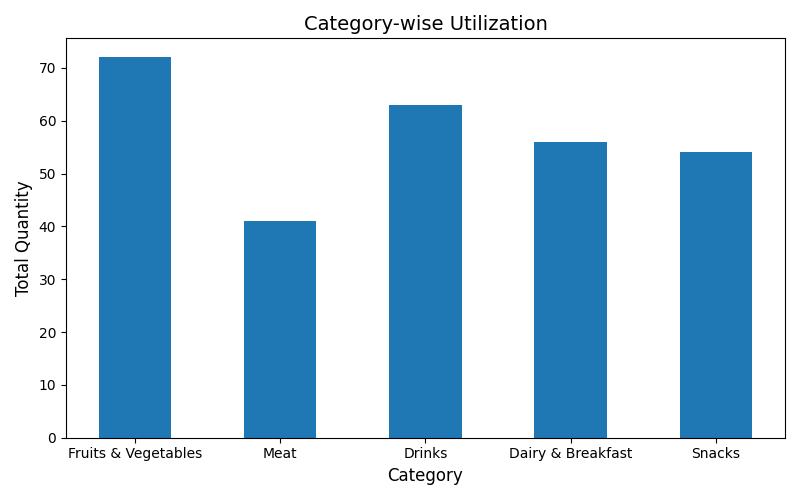 Category-wise Utilization
Total Quantity
70
60
50
40
30
20
10
0
Fruits & Vegetables Meat Drinks Dairy & Breakfast Snacks
Category